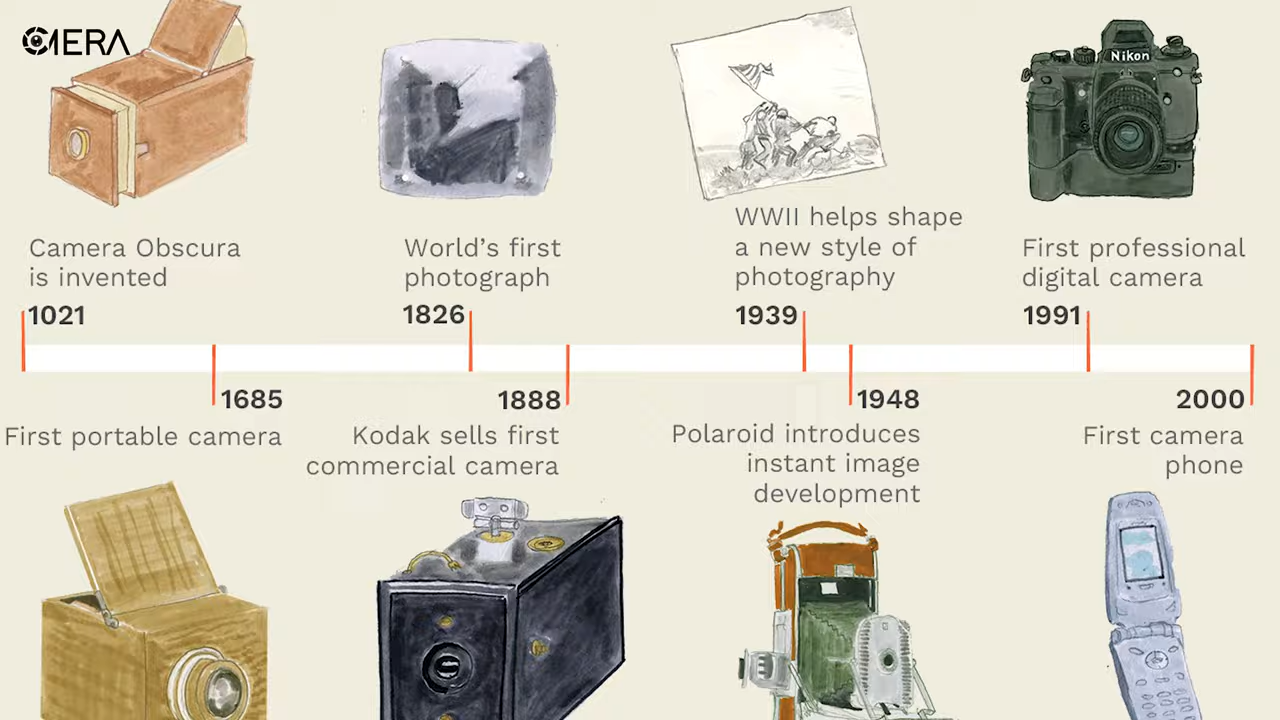 CAMERA
Nikon
Camera Obscura
is invented
1021
World’s first
photograph
1826
WWII helps shape
a new style of
photography
1939
First professional
digital camera
1991
1685
First portable camera
1888
Kodak sells first
commercial camera
1948
Polaroid introduces
instant image
development
2000
First camera
phone